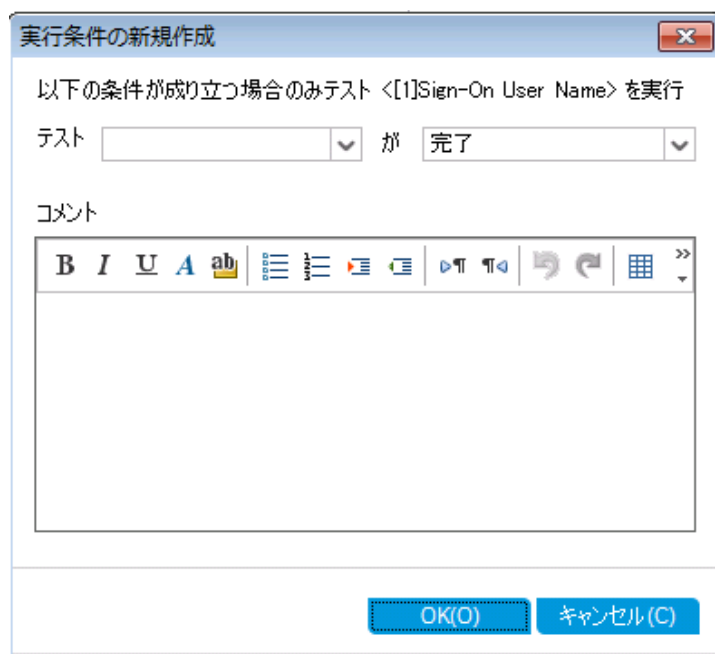 実行条件の新規作成
以下の条件が成り立つ場合のみテスト <[1]Sign-On User Name> を実行
テスト が 完了
コメント
B I U A ab
OK(O) キャンセル(C)